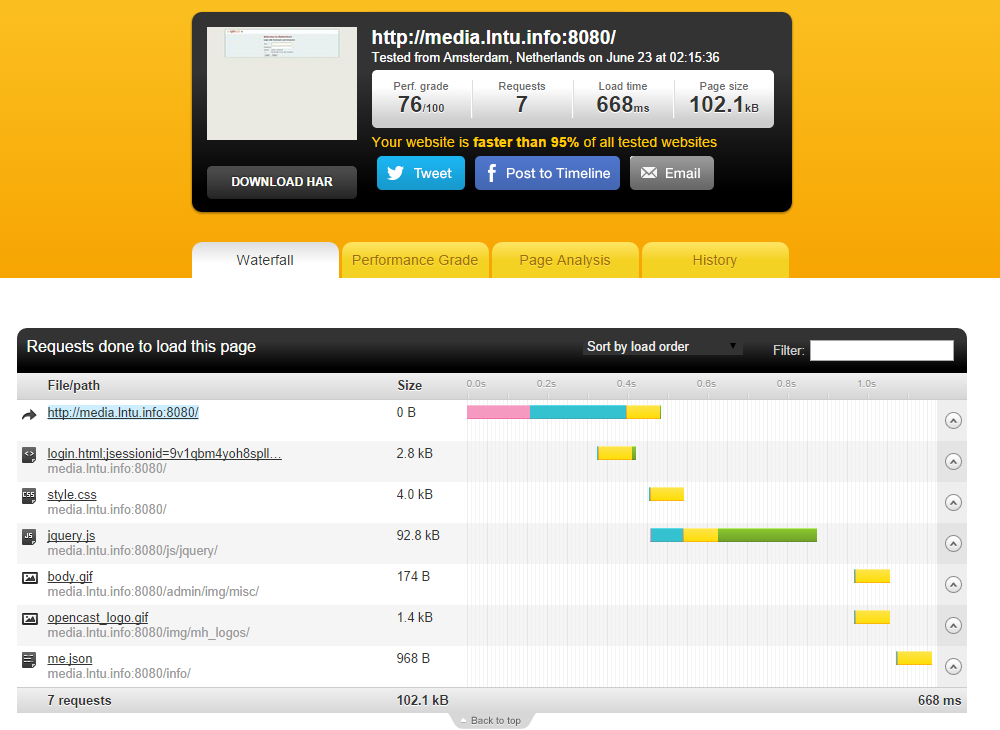 http://media.lntu.info:8080/
Tested from Amsterdam, Netherlands on June 23 at 02:15:36
Perf. grade Requests Load time Page size
76/100 7 668ms 102.1kB
Your website is faster than 95% of all tested websites
DOWNLOAD HAR Tweet Post to Timeline Email
Waterfall Performance Grade Page Analysis History
Requests done to load this page Sort by load order Filter:
File/path Size 0.0s 0.2s 0.4s 0.6s 0.8s 1.0s
http://media.lntu.info:8080/ 0 B
login.html;jsessionid=9v1qbm4yoh8spll... 2.8 kB
media.lntu.info:8080/
style.css 4.0 kB
media.lntu.info:8080/
jquery.js 92.8 kB
media.lntu.info:8080/js/jquery/
body.gif 174 B
media.lntu.info:8080/admin/img/misc/
opencast_logo.gif 1.4 kB
media.lntu.info:8080/img/mh_logos/
me.json 968 B
media.lntu.info:8080/info/
7 requests 102.1 kB 668 ms
Back to top